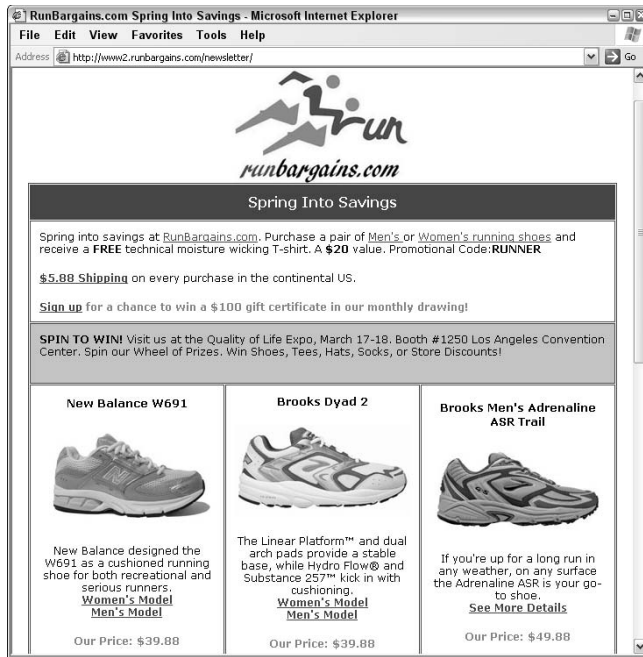 RunBargains.com Spring Into Savings - Microsoft Internet Explorer
File Edit View Favorites Tools Help
Address http://www2.runbargains.com/newsletter/ Go
run
runbargains.com
Spring Into Savings
Spring into savings at RunBargains.com. Purchase a pair of Men's or Women's running shoes and
receive a FREE technical moisture wicking T-shirt. A $20 value. Promotional Code:RUNNER
$5.88 Shipping on every purchase in the continental US.
Sign up for a chance to win a $100 gift certificate in our monthly drawing!
SPIN TO WIN! Visit us at the Quality of Life Expo, March 17-18. Booth #1250 Los Angeles Convention
Center. Spin our Wheel of Prizes. Win Shoes, Tees, Hats, Socks, or Store Discounts!
New Balance W691
New Balance designed the
W691 as a cushioned running
shoe for both recreational and
serious runners.
Women's Model
Men's Model
Our Price: $39.88
Brooks Dyad 2
The Linear Platform™ and dual
arch pads provide a stable
base, while Hydro Flow® and
Substance 257™ kick in with
cushioning.
Women's Model
Men's Model
Our Price: $39.88
Brooks Men's Adrenaline
ASR Trail
If you're up for a long run in
any weather, on any surface
the Adrenaline ASR is your go-
to shoe.
See More Details
Our Price: $49.88